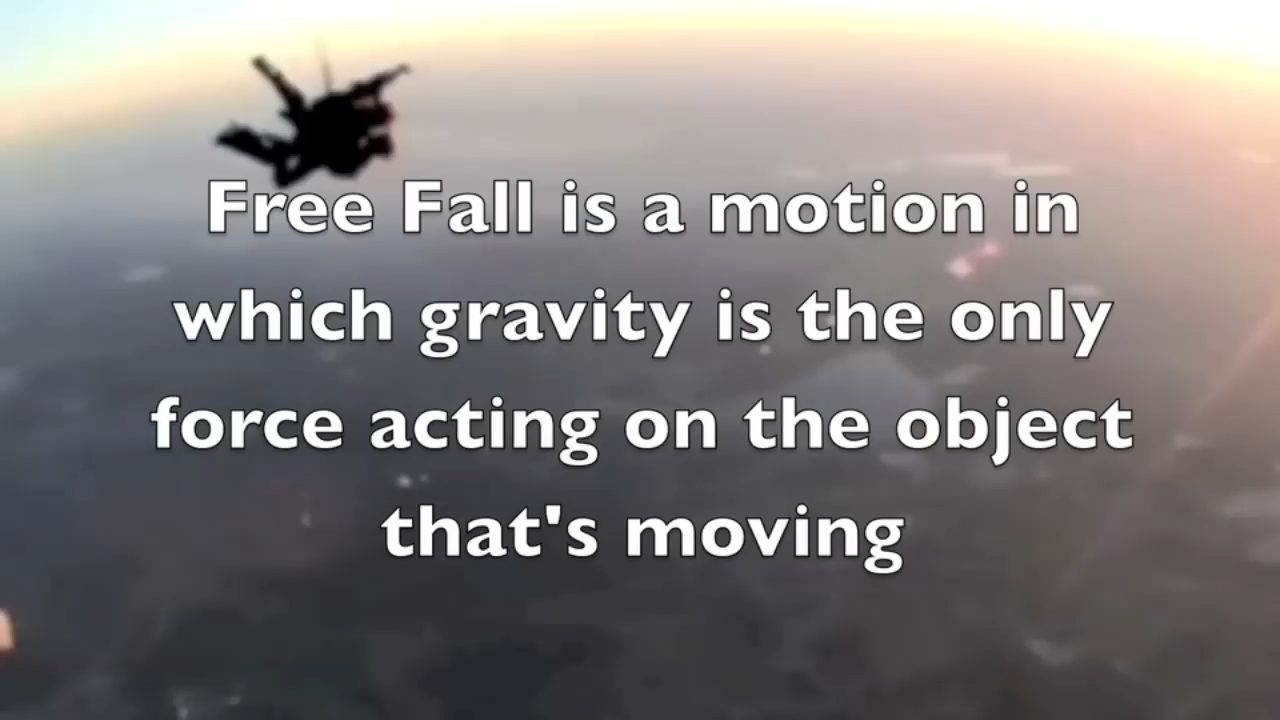 Free Fall is a motion in
which gravity is the only
force acting on the object
that's moving